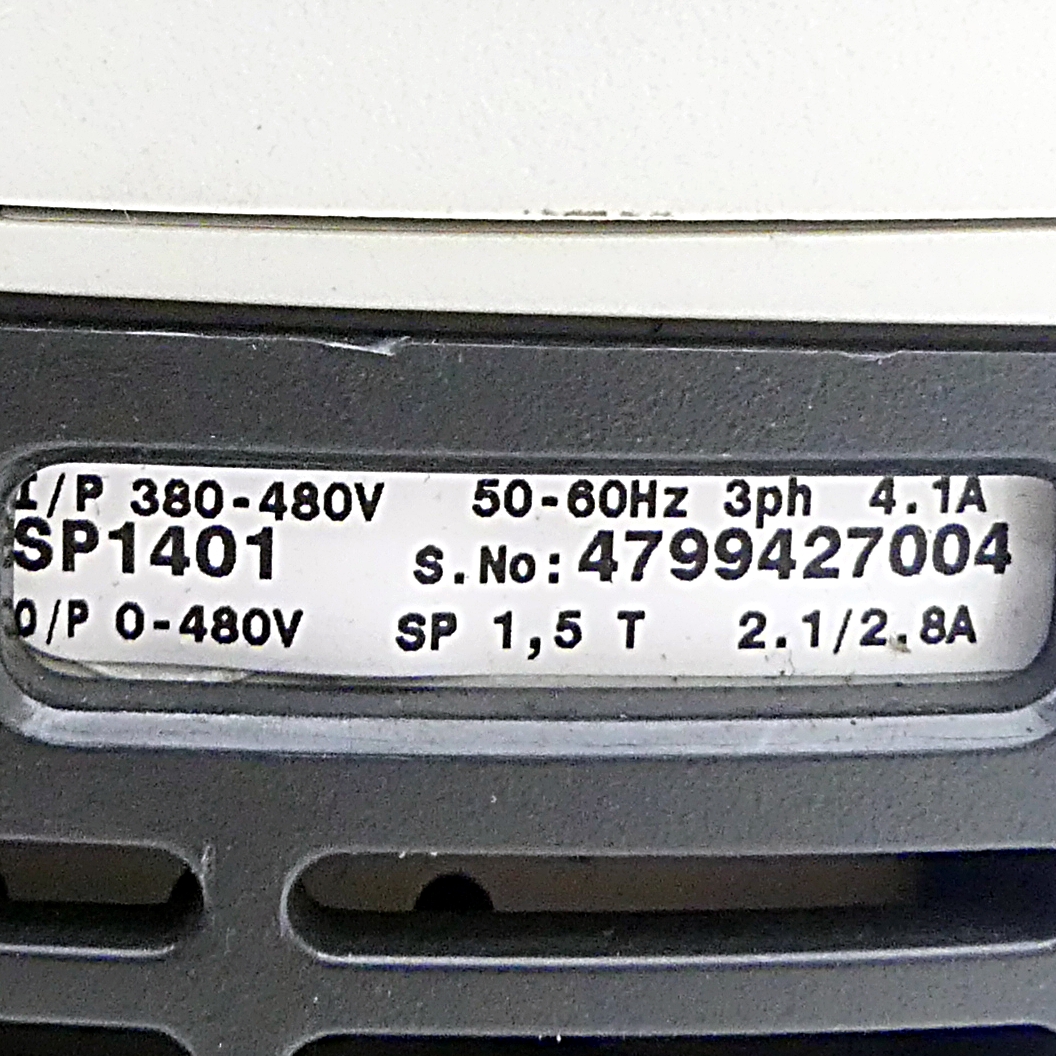 I/P 380-480V 50-60Hz 3ph 4.1A
SP1401 S.No:4799427004
O/P 0-480V SP 1,5 T 2.1/2.8A